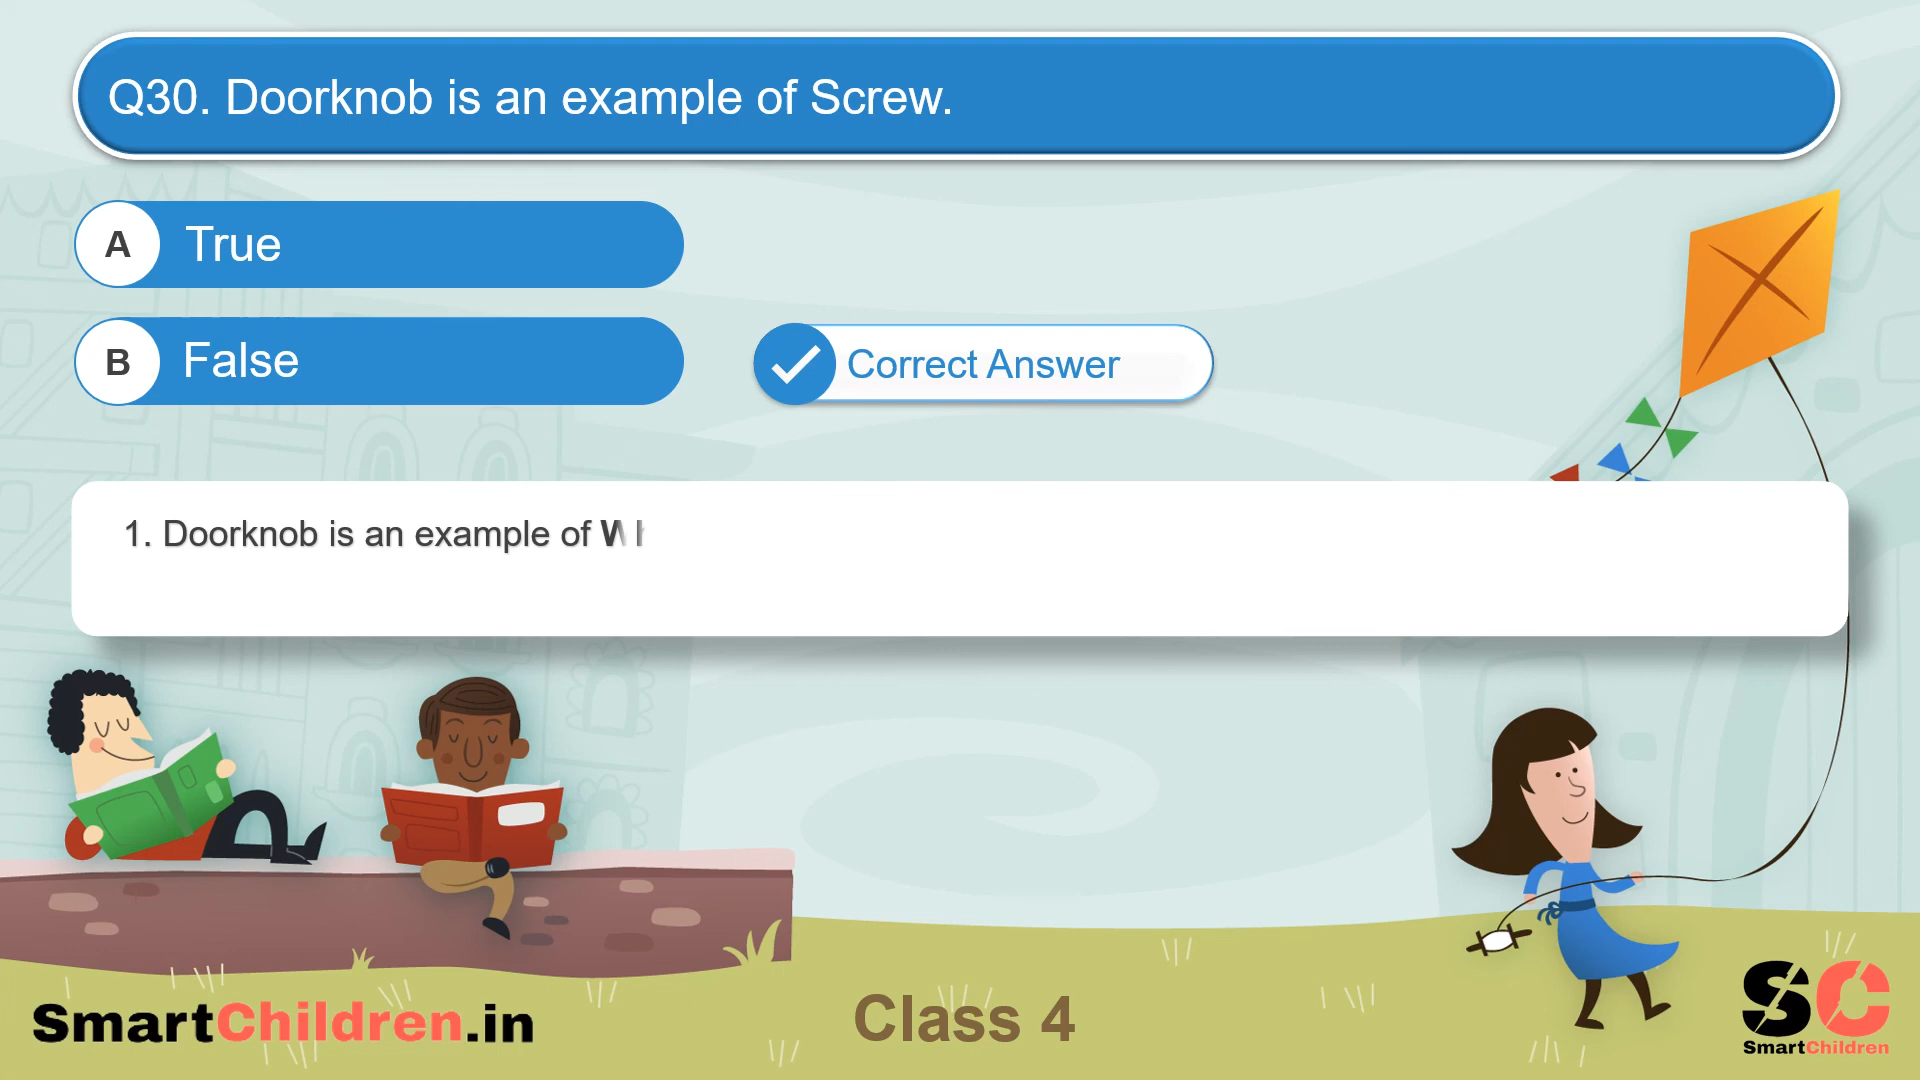 Q30. Doorknob is an example of Screw.
A True
B False
Correct Answer
1. Doorknob is an example of
SmartChildren.in
Class 4
SC
SmartChildren